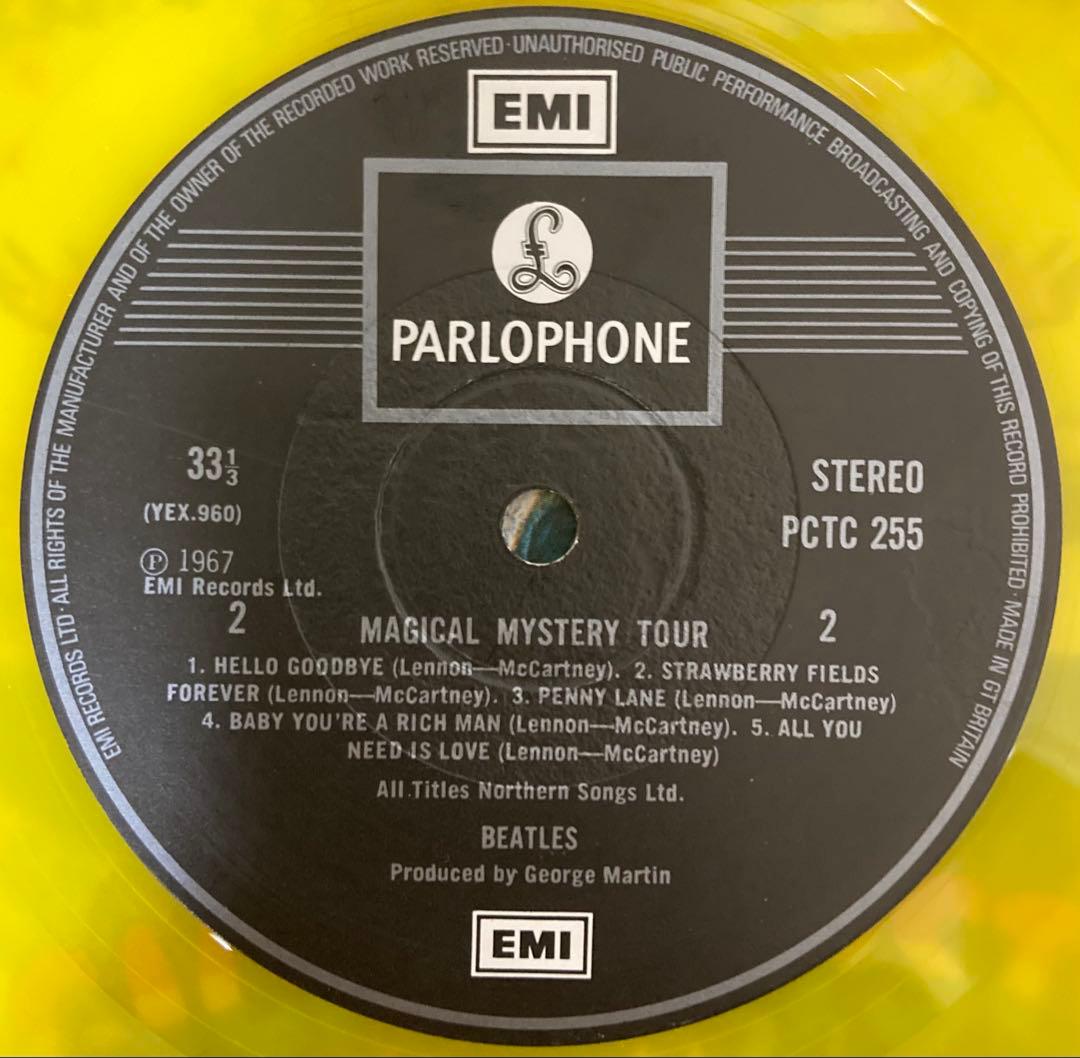 EMI RECORDS LTD · ALL RIGHTS OF THE MANUFACTURER AND OF THE OWNER OF THE RECORDED WORK RESERVED · UNAUTHORISED PUBLIC PERFORMANCE BROADCASTING AND COPYING OF THIS RECORD PROHIBITED · MADE IN GT BRITAIN
EMI
£
PARLOPHONE
33⅓
STEREO
(YEX.960)
PCTC 255
℗ 1967
EMI Records Ltd.
2
2
MAGICAL MYSTERY TOUR
1. HELLO GOODBYE (Lennon—McCartney). 2. STRAWBERRY FIELDS
FOREVER (Lennon—McCartney). 3. PENNY LANE (Lennon—McCartney)
4. BABY YOU'RE A RICH MAN (Lennon—McCartney). 5. ALL YOU
NEED IS LOVE (Lennon—McCartney)
All Titles Northern Songs Ltd.
BEATLES
Produced by George Martin
EMI